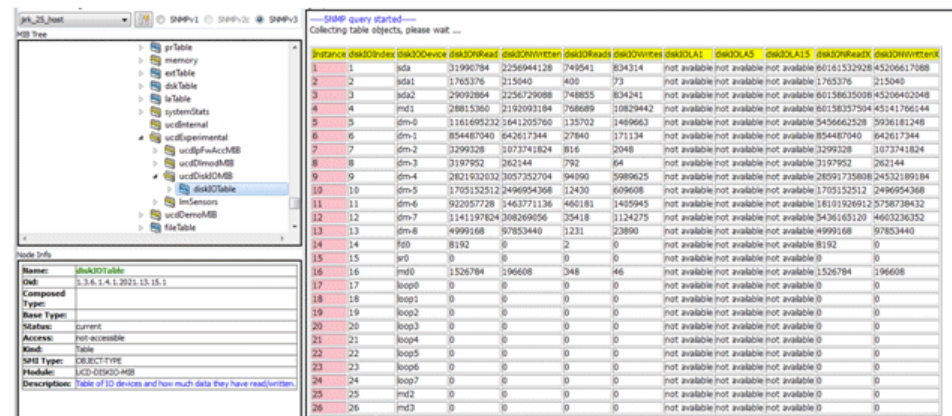 jrk_25_host SNMPv1 SNMPv2c SNMPv3
MIB Tree
prTable
memory
extTable
dskTable
laTable
systemStats
ucdInternal
ucdExperimental
ucdIpFwAccMIB
ucdDlmodMIB
ucdDiskIOMIB
diskIOTable
lmSensors
ucdDemoMIB
fileTable
Node Info
Name: diskIOTable
Oid: 1.3.6.1.4.1.2021.13.15.1
Composed Type:
Base Type:
Status: current
Access: not-accessible
Kind: Table
SMI Type: OBJECT-TYPE
Module: UCD-DISKIO-MIB
Description: Table of IO devices and how much data they have read/written.
-----SNMP query started-----
Collecting table objects, please wait ....
Instance diskIOIndex diskIODevice diskIONRead diskIONWritten diskIOReads diskIOWrites diskIOLA1 diskIOLA5 diskIOLA15 diskIONReadX diskIONWrittenX
1 1 sda 31990784 2256944128 749541 834314 not available not available not available 60161532928 45206617088
2 2 sda1 1765376 215040 400 73 not available not available not available 1765376 215040
3 3 sda2 29092864 2256729088 748855 834241 not available not available not available 60158635008 45206402048
4 4 md1 28815360 2192093184 768689 10829442 not available not available not available 60158357504 45141766144
5 5 dm-0 1161695232 1641205760 135702 1469663 not available not available not available 5456662528 5936181248
6 6 dm-1 854487040 642617344 27840 171134 not available not available not available 854487040 642617344
7 7 dm-2 3299328 1073741824 816 2048 not available not available not available 3299328 1073741824
8 8 dm-3 3197952 262144 792 64 not available not available not available 3197952 262144
9 9 dm-4 2821932032 3057352704 94090 5989625 not available not available not available 28591735808 24532189184
10 10 dm-5 1705152512 2496954368 12430 609608 not available not available not available 1705152512 2496954368
11 11 dm-6 922057728 1463771136 460181 1405945 not available not available not available 18101926912 5758738432
12 12 dm-7 1141197824 308269056 35418 1124275 not available not available not available 5436165120 4603236352
13 13 dm-8 4999168 97853440 1231 23890 not available not available not available 4999168 97853440
14 14 fd0 8192 0 2 0 not available not available not available 8192 0
15 15 sr0 0 0 0 0 not available not available not available 0 0
16 16 md0 1526784 196608 348 46 not available not available not available 1526784 196608
17 17 loop0 0 0 0 0 not available not available not available 0 0
18 18 loop1 0 0 0 0 not available not available not available 0 0
19 19 loop2 0 0 0 0 not available not available not available 0 0
20 20 loop3 0 0 0 0 not available not available not available 0 0
21 21 loop4 0 0 0 0 not available not available not available 0 0
22 22 loop5 0 0 0 0 not available not available not available 0 0
23 23 loop6 0 0 0 0 not available not available not available 0 0
24 24 loop7 0 0 0 0 not available not available not available 0 0
25 25 md2 0 0 0 0 not available not available not available 0 0
26 26 md3 0 0 0 0 not available not available not available 0 0